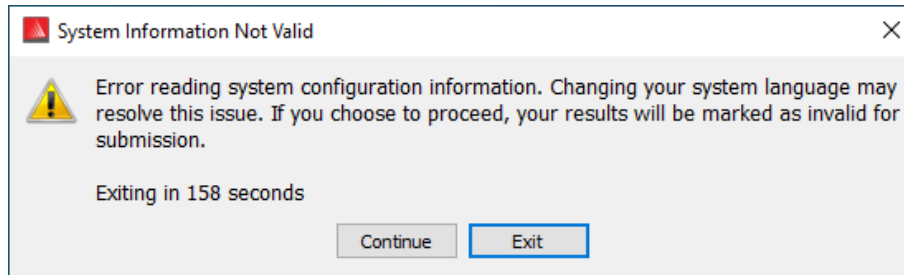 System Information Not Valid
Error reading system configuration information. Changing your system language may
resolve this issue. If you choose to proceed, your results will be marked as invalid for
submission.
Exiting in 158 seconds
Continue Exit